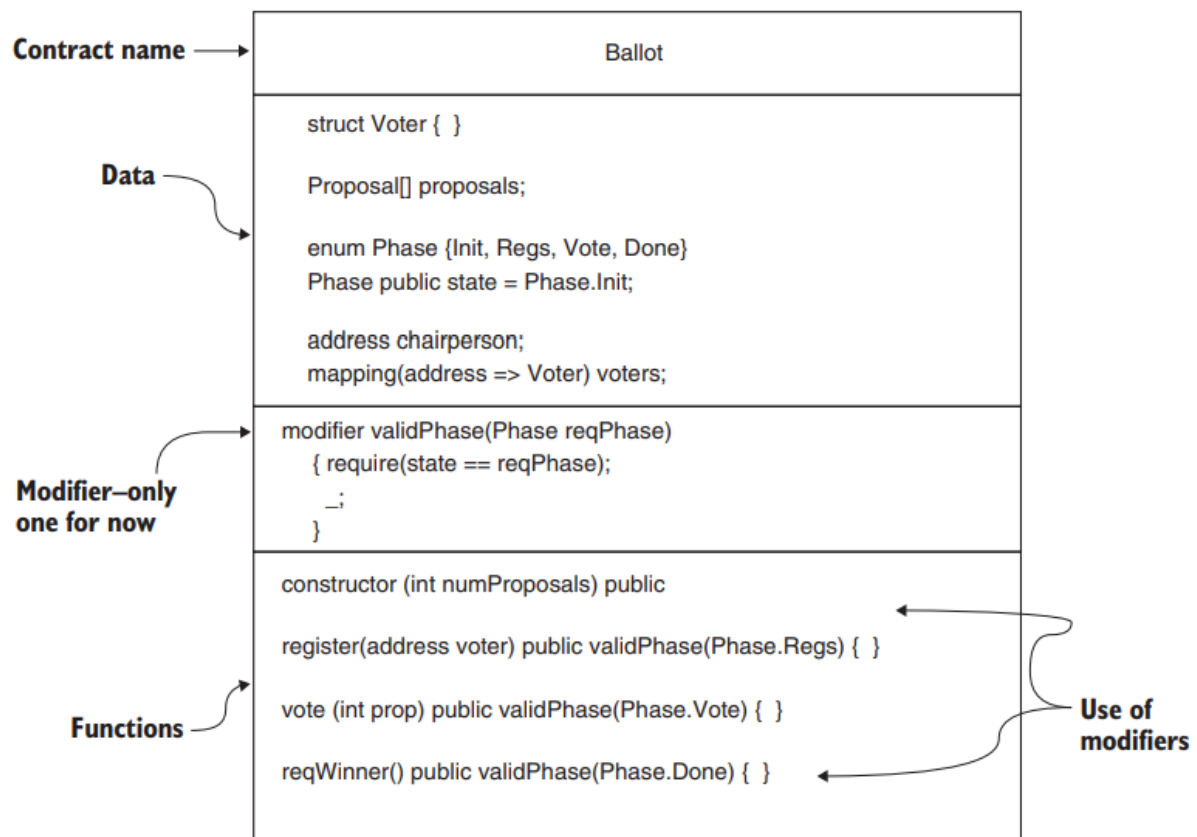 Contract name
Ballot
Data
struct Voter { }
Proposal[] proposals;
enum Phase {Init, Regs, Vote, Done}
Phase public state = Phase.Init;
address chairperson;
mapping(address => Voter) voters;
Modifier–only
one for now
modifier validPhase(Phase reqPhase)
{ require(state == reqPhase);
_;
}
Functions
constructor (int numProposals) public
register(address voter) public validPhase(Phase.Regs) { }
vote (int prop) public validPhase(Phase.Vote) { }
reqWinner() public validPhase(Phase.Done) { }
Use of
modifiers